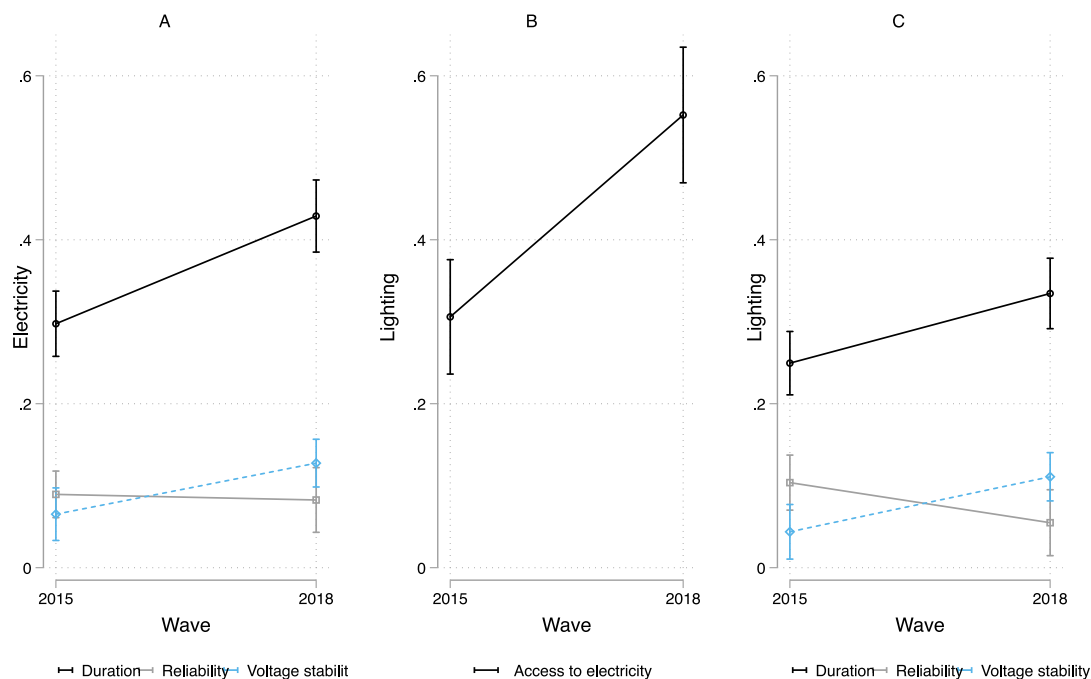 A
B
C
.6
.4
.2
0
Electricity
2015
2018
Wave
.6
.4
.2
0
Lighting
2015
2018
Wave
.6
.4
.2
0
Lighting
2015
2018
Wave
Duration Reliability Voltage stabilit
Access to electricity
Duration Reliability Voltage stability